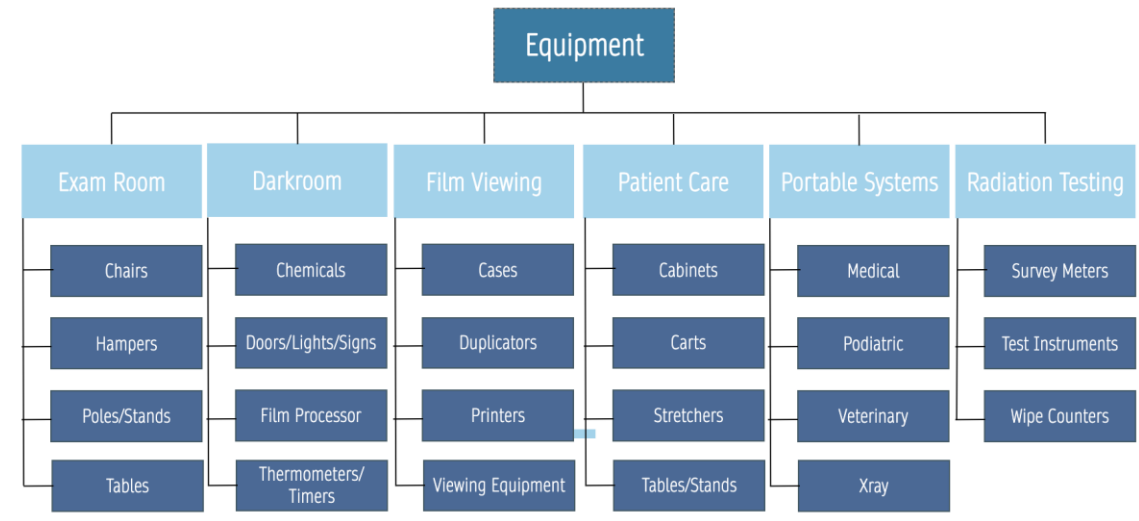 Equipment
Exam Room
Chairs
Hampers
Poles/Stands
Tables
Darkroom
Chemicals
Doors/Lights/Signs
Film Processor
Thermometers/
Timers
Film Viewing
Cases
Duplicators
Printers
Viewing Equipment
Patient Care
Cabinets
Carts
Stretchers
Tables/Stands
Portable Systems
Medical
Podiatric
Veterinary
Xray
Radiation Testing
Survey Meters
Test Instruments
Wipe Counters